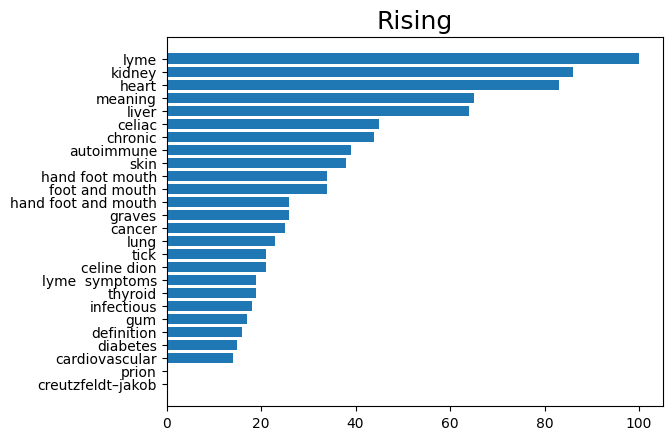 Rising
lyme
kidney
heart
meaning
liver
celiac
chronic
autoimmune
skin
hand foot mouth
foot and mouth
hand foot and mouth
graves
cancer
lung
tick
celine dion
lyme  symptoms
thyroid
infectious
gum
definition
diabetes
cardiovascular
prion
creutzfeldt–jakob
0 20 40 60 80 100